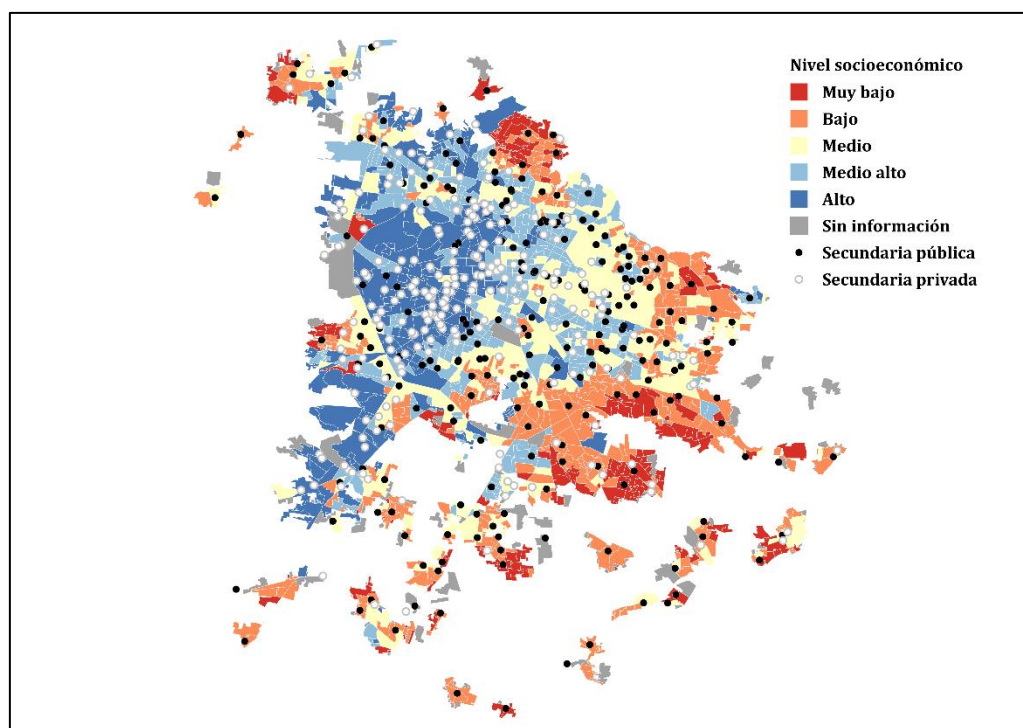 Nivel socioeconómico
Muy bajo
Bajo
Medio
Medio alto
Alto
Sin información
Secundaria pública
Secundaria privada